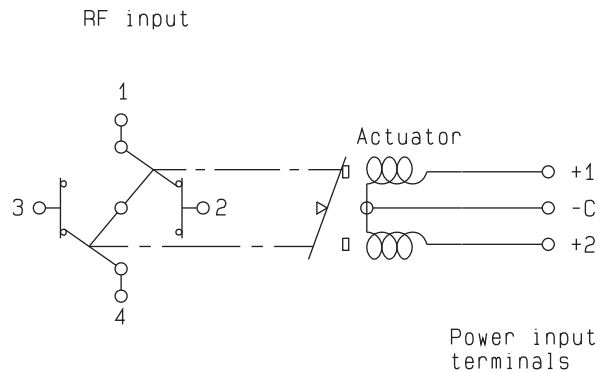 RF input
1
Actuator
+1
3
2
-C
+2
4
Power input
terminals